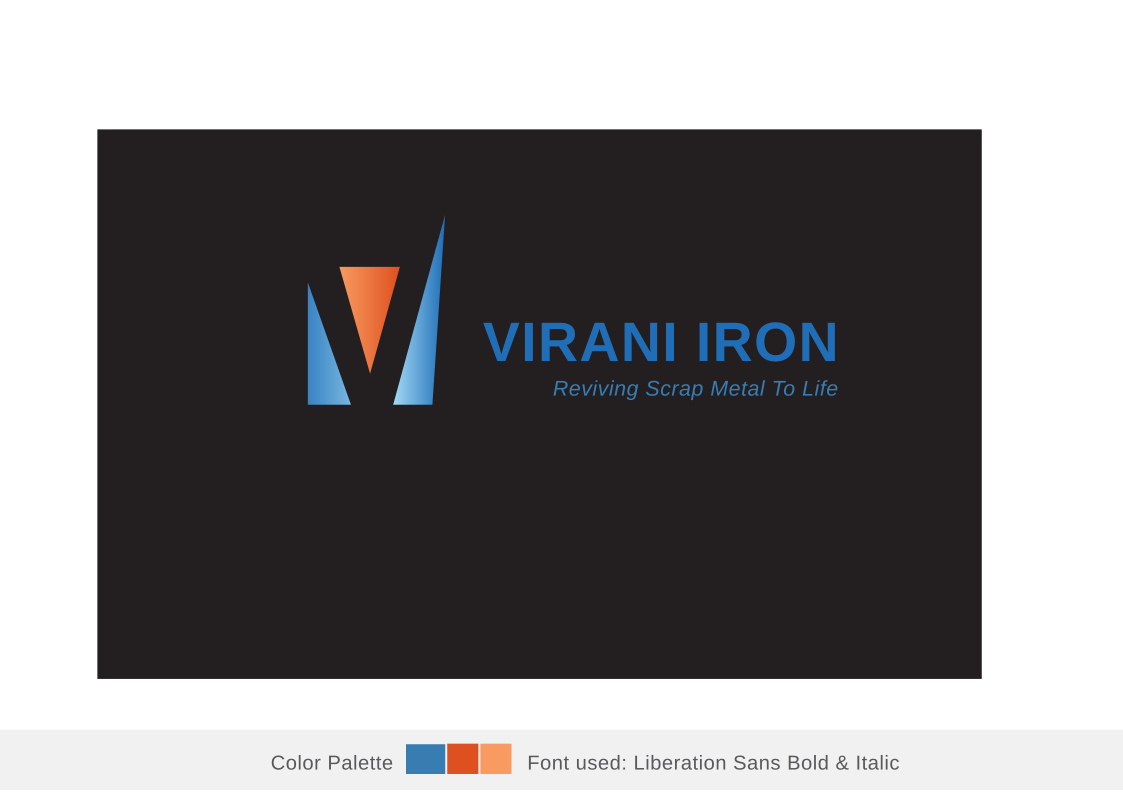 VIRANI IRON
Reviving Scrap Metal To Life
Color Palette Font used: Liberation Sans Bold & Italic